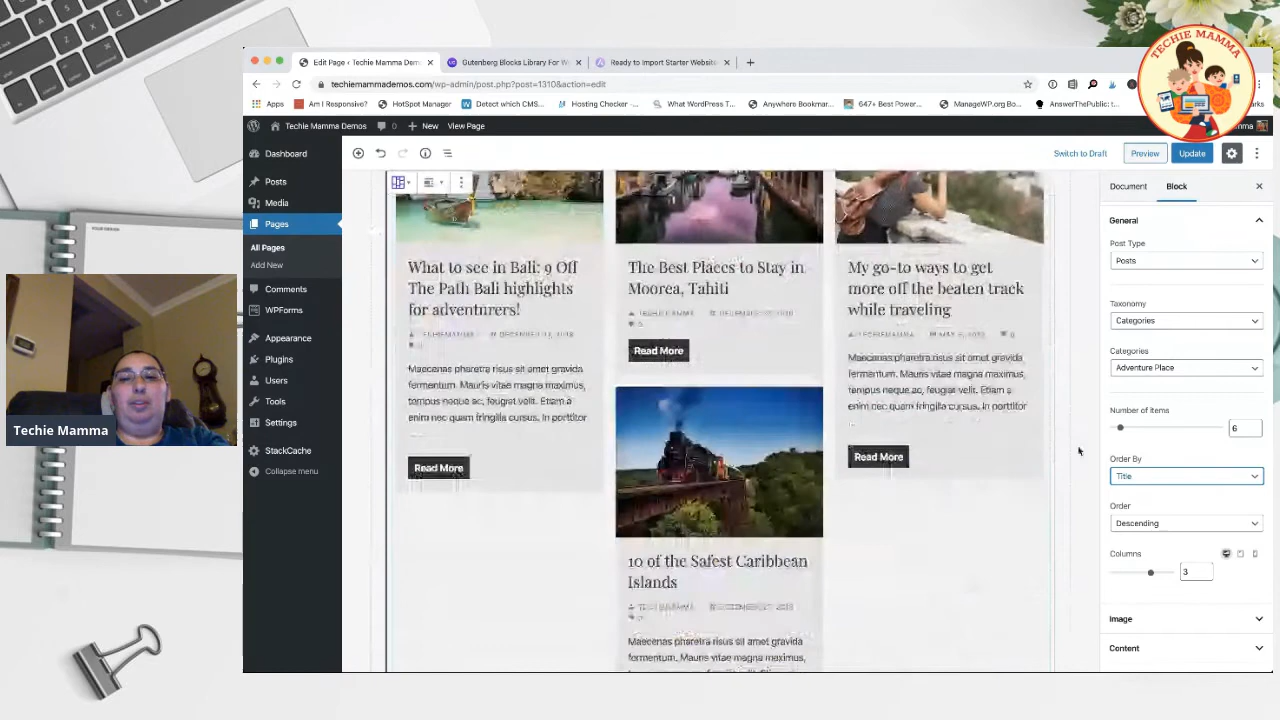 TECHIE MAMMA
YOUR DESIGN
Edit Page ‹ Techie Mamma Dem
Gutenberg Blocks Library For W
Ready to Import Starter Website
techiemammademos.com/wp-admin/post.php?post=1310&action=edit
Apps
Am I Responsive?
HotSpot Manager
Detect which CMS...
Hosting Checker -...
What WordPress T...
Anywhere Bookmar...
647+ Best Power...
ManageWP.org Bo...
AnswerThePublic: t...
Techie Mamma Demos
0
New
View Page
Dashboard
Posts
Media
Pages
All Pages
Add New
Comments
WPForms
Appearance
Plugins
Users
Tools
Settings
StackCache
Collapse menu
Switch to Draft
Preview
Update
What to see in Bali: 9 Off
The Path Bali highlights
for adventurers!
Maecenas pharetra risus sit amet gravida
fermentum. Mauris vitae magna maximus,
tempus neque ac, feugiat velit. Etiam a
enim nec quam fringilla cursus. In porttitor
...
Read More
The Best Places to Stay in
Moorea, Tahiti
Read More
10 of the Safest Caribbean
Islands
Maecenas pharetra risus sit amet gravida
fermentum. Mauris vitae magna maximus,
My go-to ways to get
more off the beaten track
while traveling
Maecenas pharetra risus sit amet gravida
fermentum. Mauris vitae magna maximus,
tempus neque ac, feugiat velit. Etiam a
enim nec quam fringilla cursus. In porttitor
...
Read More
Document
Block
General
Post Type
Posts
Taxonomy
Categories
Categories
Adventure Place
Number of items
6
Order By
Title
Order
Descending
Columns
3
Image
Content
Techie Mamma